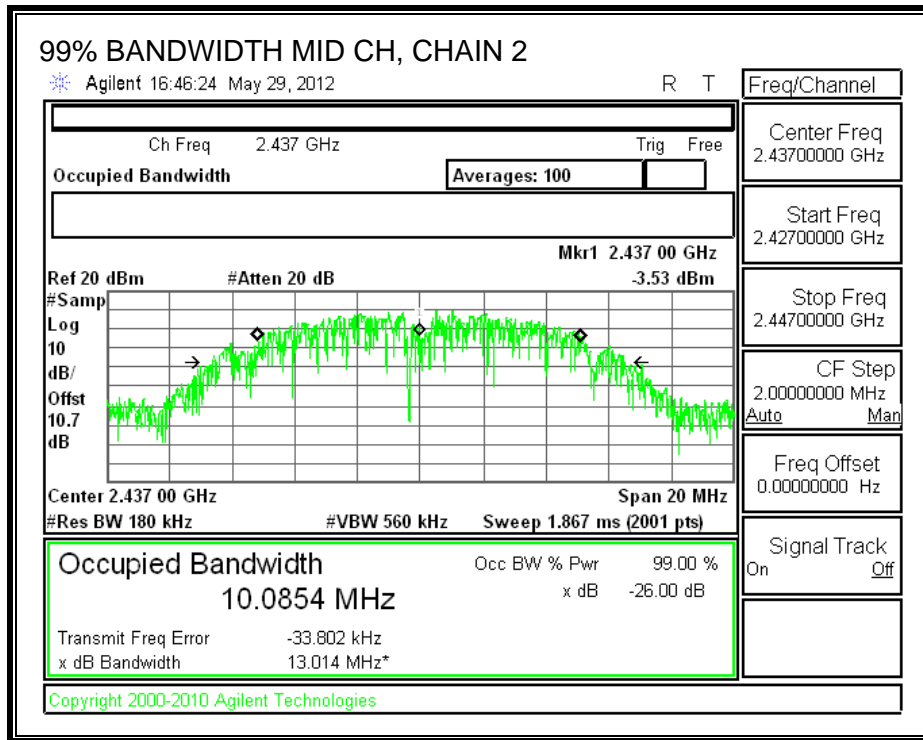 99% BANDWIDTH MID CH, CHAIN 2
Agilent 16:46:24 May 29, 2012 R T
Freq/Channel
Ch Freq 2.437 GHz Trig Free
Occupied Bandwidth Averages: 100
Mkr1 2.437 00 GHz
Ref 20 dBm #Atten 20 dB -3.53 dBm
#Samp
Log
10
dB/
Offst
10.7
dB
Center 2.437 00 GHz Span 20 MHz
#Res BW 180 kHz #VBW 560 kHz Sweep 1.867 ms (2001 pts)
Occupied Bandwidth Occ BW % Pwr 99.00 %
10.0854 MHz x dB -26.00 dB
Transmit Freq Error -33.802 kHz
x dB Bandwidth 13.014 MHz*
Copyright 2000-2010 Agilent Technologies
Center Freq
2.43700000 GHz
Start Freq
2.42700000 GHz
Stop Freq
2.44700000 GHz
CF Step
2.00000000 MHz
Auto Man
Freq Offset
0.00000000 Hz
Signal Track
On Off